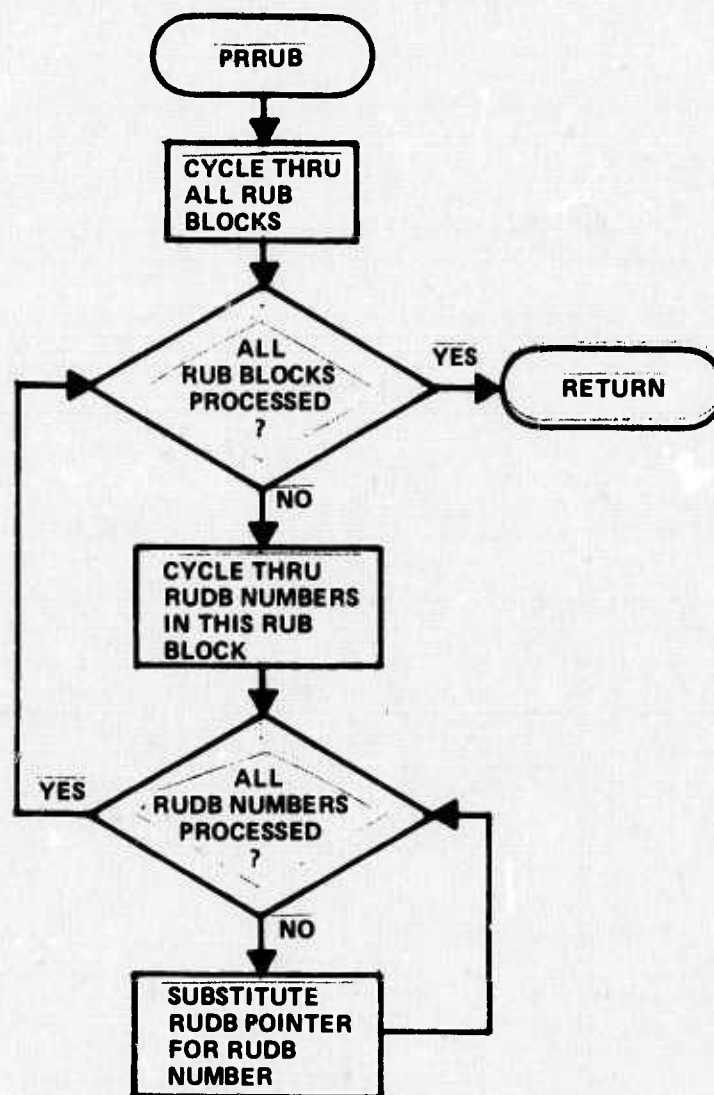 PRRUB
CYCLE THRU
ALL RUB
BLOCKS
ALL
RUB BLOCKS
PROCESSED
?
YES
RETURN
NO
CYCLE THRU
RUDB NUMBERS
IN THIS RUB
BLOCK
YES
ALL
RUDB NUMBERS
PROCESSED
?
NO
SUBSTITUTE
RUDB POINTER
FOR RUDB
NUMBER